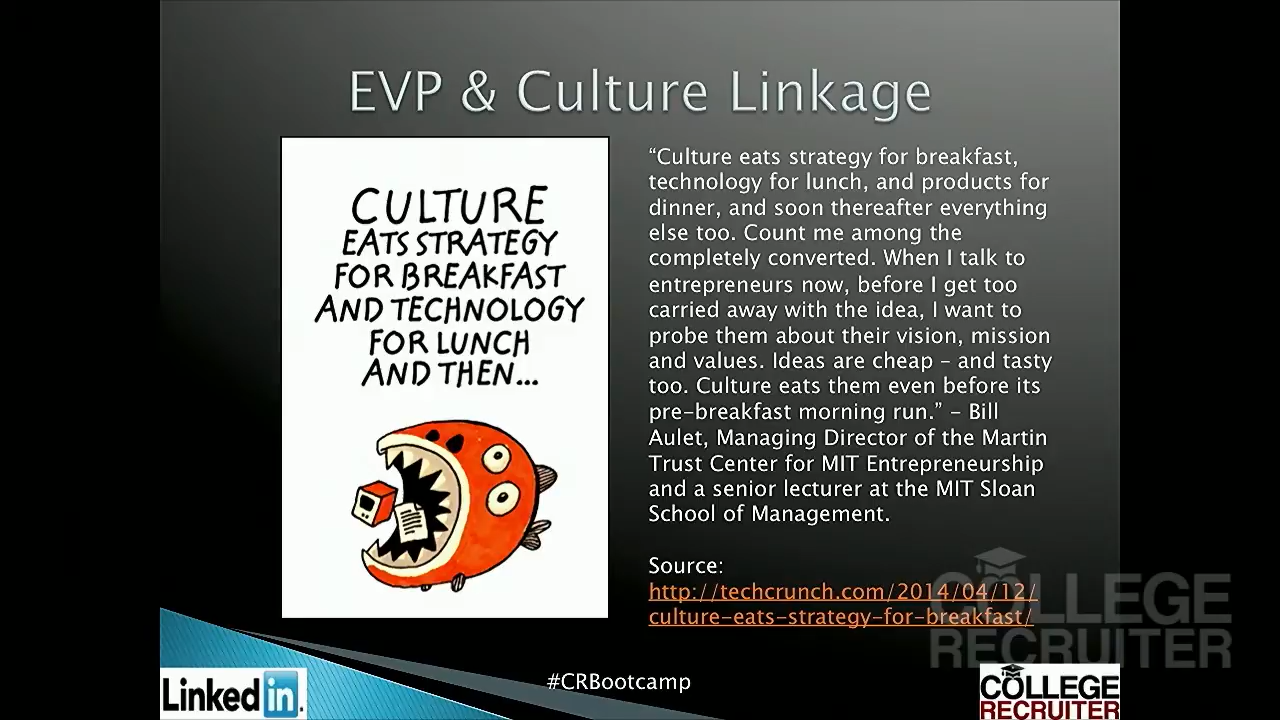 EVP & Culture Linkage
CULTURE
EATS STRATEGY
FOR BREAKFAST
AND TECHNOLOGY
FOR LUNCH
AND THEN...
“Culture eats strategy for breakfast,
technology for lunch, and products for
dinner, and soon thereafter everything
else too. Count me among the
completely converted. When I talk to
entrepreneurs now, before I get too
carried away with the idea, I want to
probe them about their vision, mission
and values. Ideas are cheap – and tasty
too. Culture eats them even before its
pre-breakfast morning run.” – Bill
Aulet, Managing Director of the Martin
Trust Center for MIT Entrepreneurship
and a senior lecturer at the MIT Sloan
School of Management.
Source:
http://techcrunch.com/2014/04/12/
culture-eats-strategy-for-breakfast/
COLLEGE
RECRUITER
Linked in.
#CRBootcamp
COLLEGE
RECRUITER